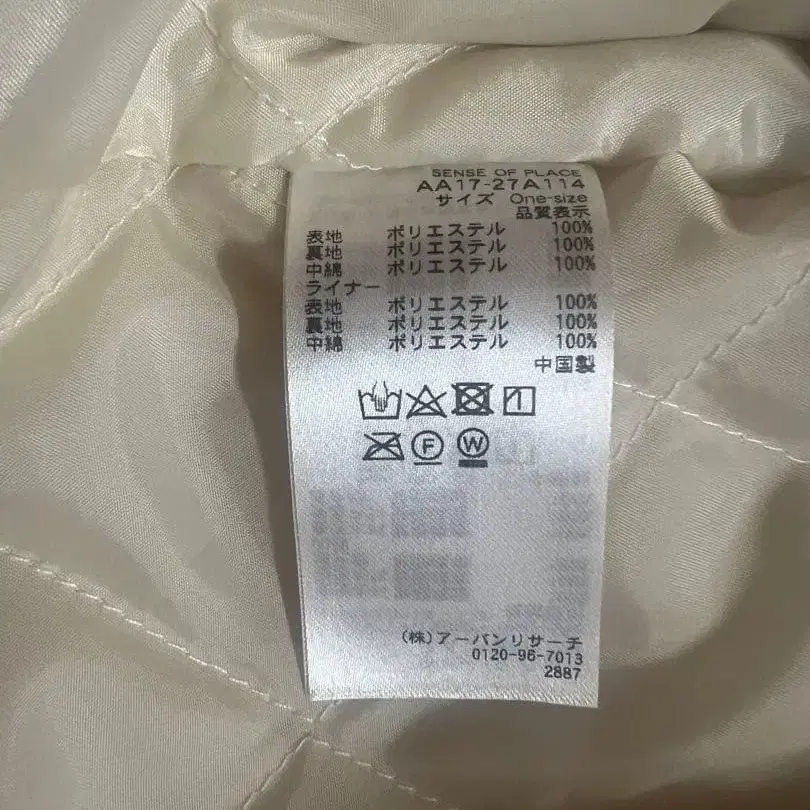 SENSE OF PLACE
AA17-27A114
サイズ One-size
品質表示
表地 ポリエステル 100%
裏地 ポリエステル 100%
中綿 ポリエステル 100%
ライナー
表地 ポリエステル 100%
裏地 ポリエステル 100%
中綿 ポリエステル 100%
中国製
F W
(株)アーバンリサーチ
0120-96-7013
2887